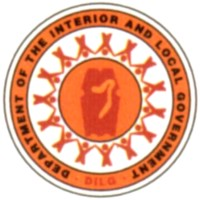 DEPARTMENT OF THE INTERIOR AND LOCAL GOVERNMENT
· DILG ·